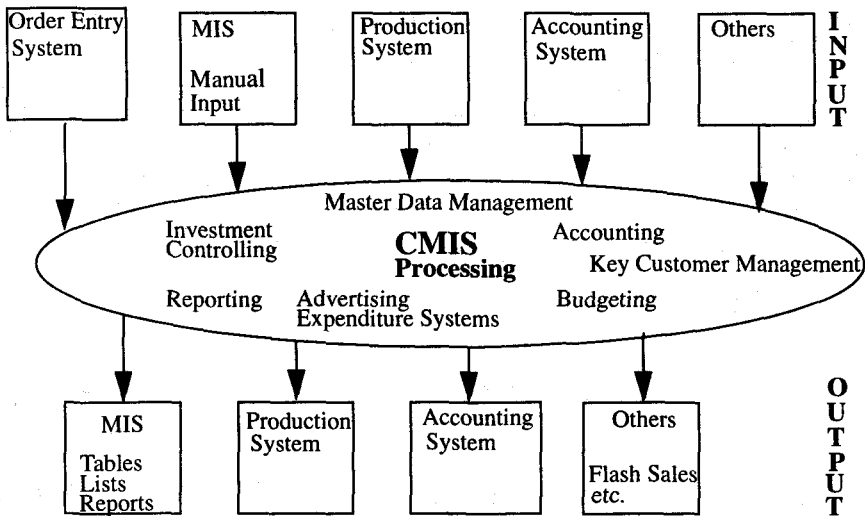 Order Entry
System
MIS
Manual
Input
Production
System
Accounting
System
Others
INPUT
Master Data Management
Investment
Controlling
CMIS
Processing
Accounting
Key Customer Management
Reporting
Advertising
Expenditure Systems
Budgeting
MIS
Tables
Lists
Reports
Production
System
Accounting
System
Others
Flash Sales
etc.
OUTPUT